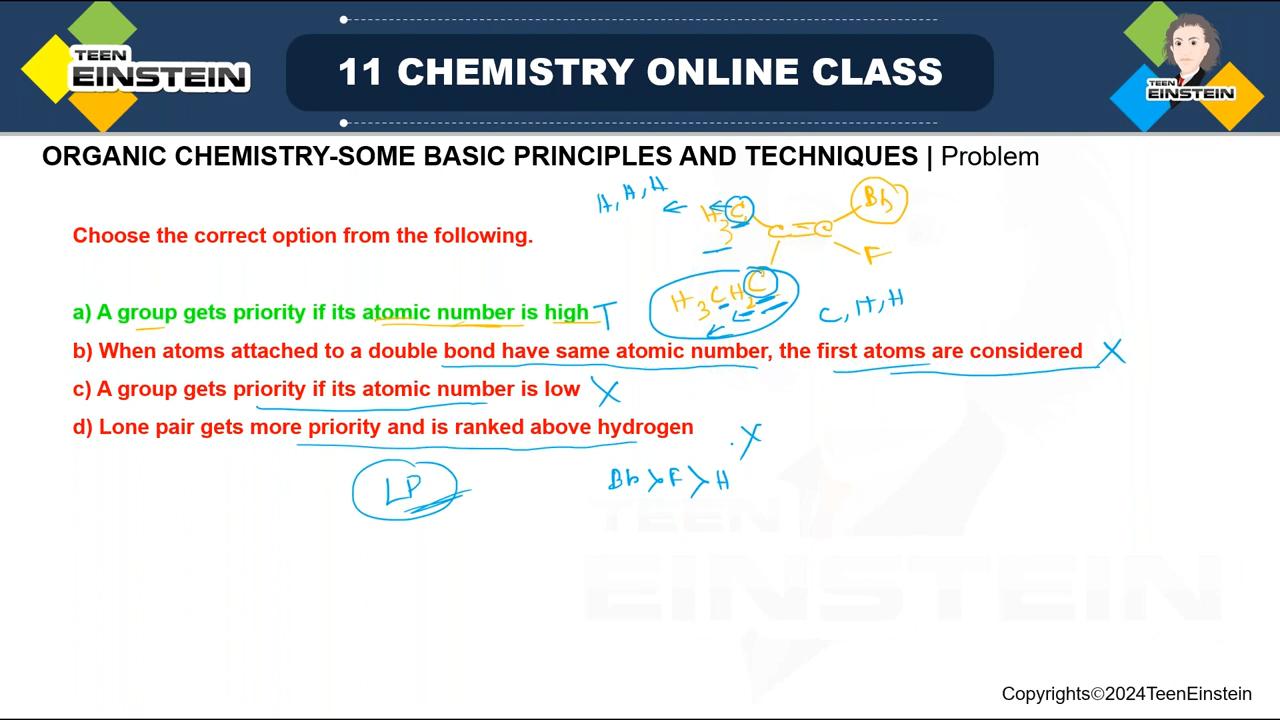 TEEN
EINSTEIN
11 CHEMISTRY ONLINE CLASS
TEEN
EINSTEIN
ORGANIC CHEMISTRY-SOME BASIC PRINCIPLES AND TECHNIQUES | Problem
H, H, H
H3C
C=C
Br
F
H3CH2C
C, H, H
Choose the correct option from the following.
a) A group gets priority if its atomic number is high T
b) When atoms attached to a double bond have same atomic number, the first atoms are considered X
c) A group gets priority if its atomic number is low X
d) Lone pair gets more priority and is ranked above hydrogen X
LP
Br > F > H
TEEN
EINSTEIN
Copyrights©2024TeenEinstein